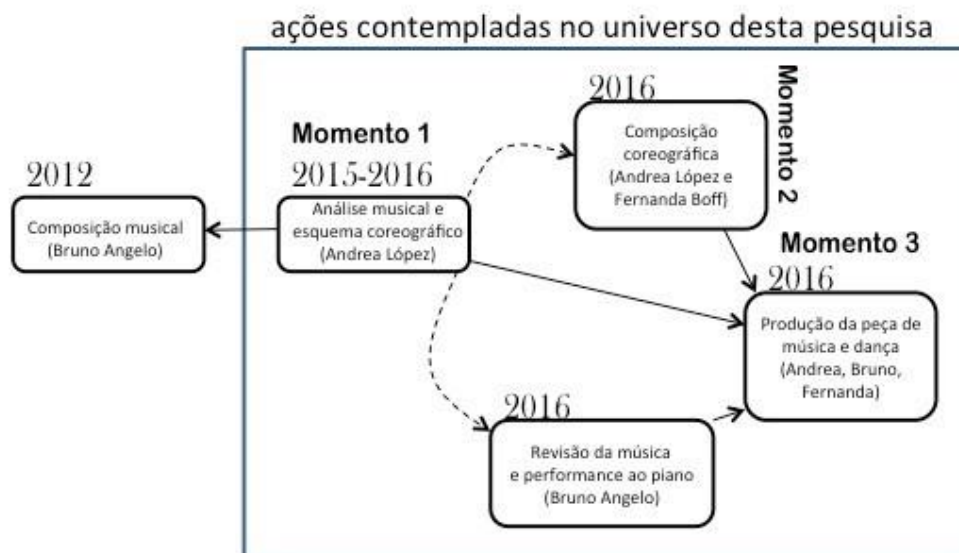 ações contempladas no universo desta pesquisa
2012
Composição musical
(Bruno Angelo)
Momento 1
2015-2016
Análise musical e
esquema coreográfico
(Andrea López)
2016
Composição
coreográfica
(Andrea López e
Fernanda Boff)
Momento 2
Momento 3
2016
Produção da peça de
música e dança
(Andrea, Bruno,
Fernanda)
2016
Revisão da música
e performance ao piano
(Bruno Angelo)